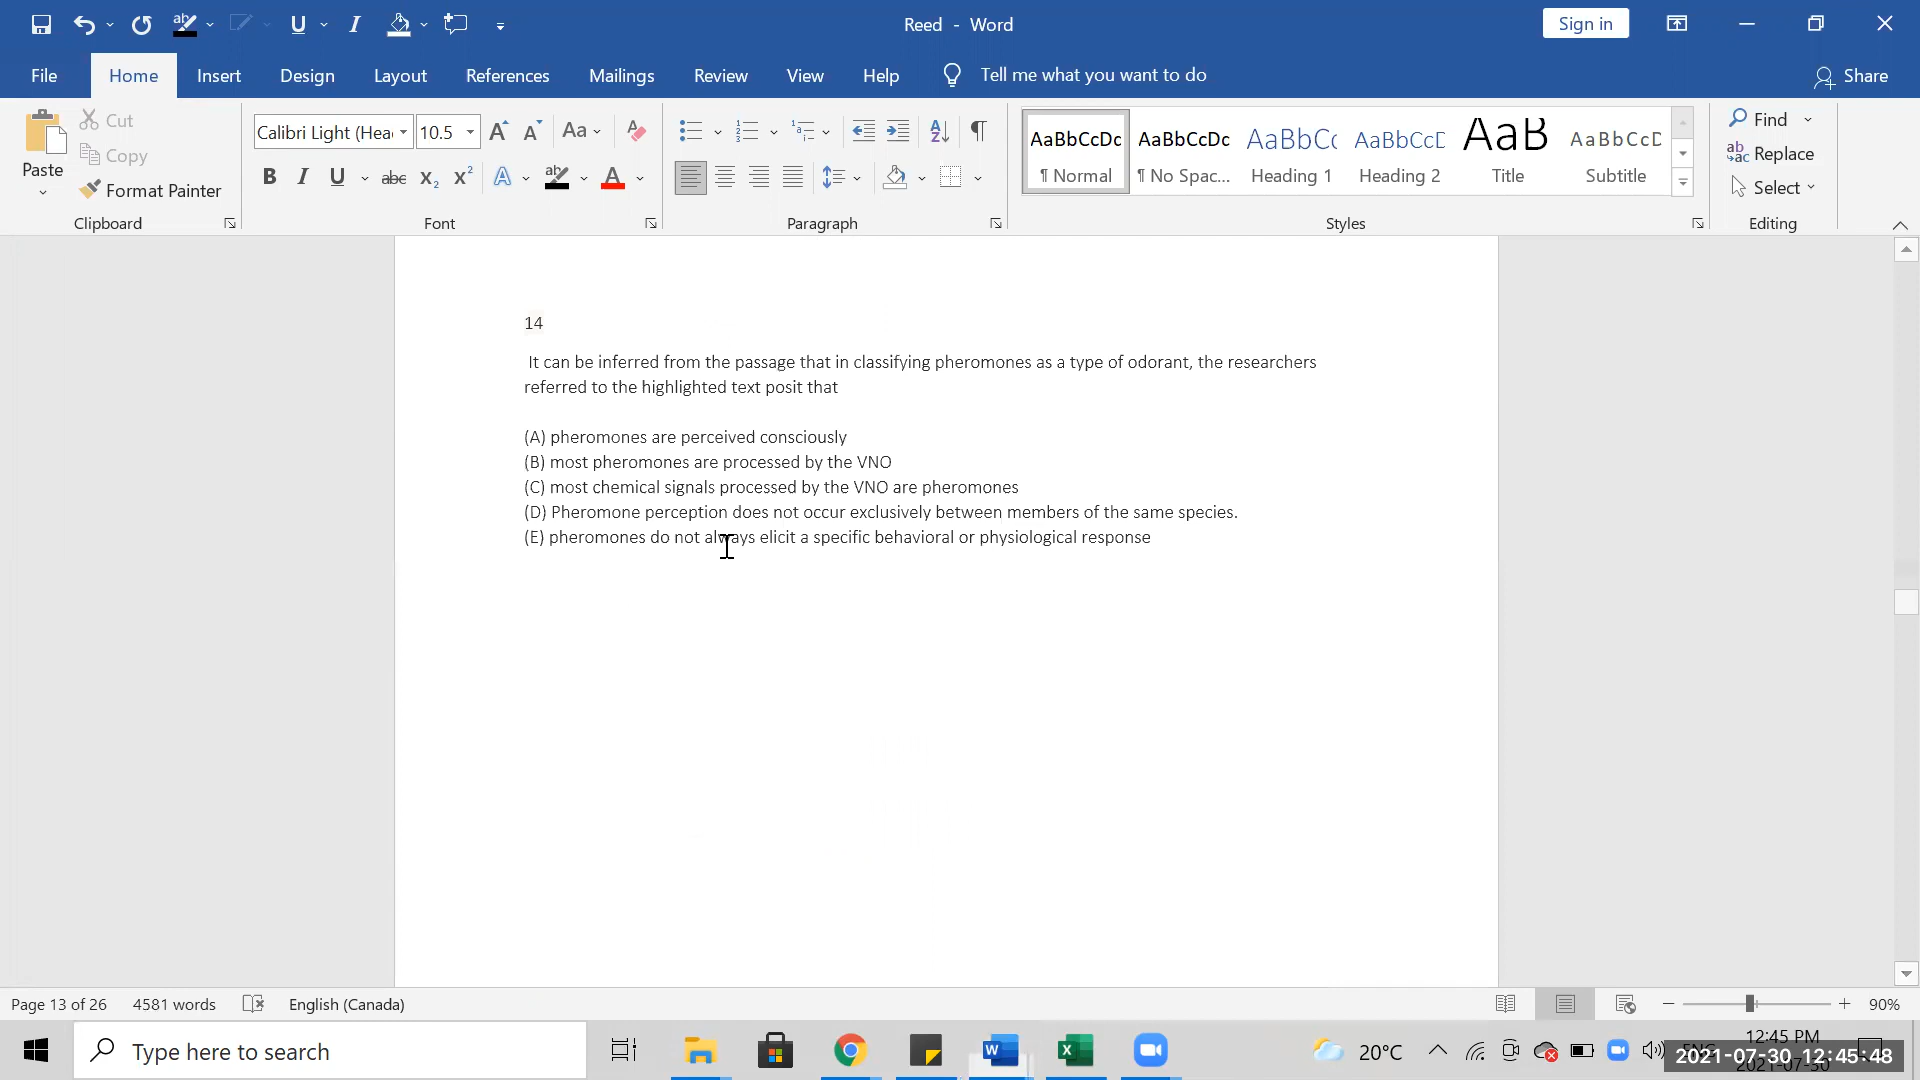 Reed - Word
Sign in
File Home Insert Design Layout References Mailings Review View Help Tell me what you want to do Share
Paste Cut Copy Format Painter
Clipboard
Calibri Light (Hea 10.5
Font
Paragraph
AaBbCcDc AaBbCcDc AaBbCc AaBbCcD AaB AaBbCcD
¶ Normal ¶ No Spac... Heading 1 Heading 2 Title Subtitle
Styles
Find
Replace
Select
Editing
14
It can be inferred from the passage that in classifying pheromones as a type of odorant, the researchers
referred to the highlighted text posit that
(A) pheromones are perceived consciously
(B) most pheromones are processed by the VNO
(C) most chemical signals processed by the VNO are pheromones
(D) Pheromone perception does not occur exclusively between members of the same species.
(E) pheromones do not always elicit a specific behavioral or physiological response
Page 13 of 26 4581 words English (Canada) 90%
Type here to search
20°C
12:45 PM
2021-07-30 12:45:48